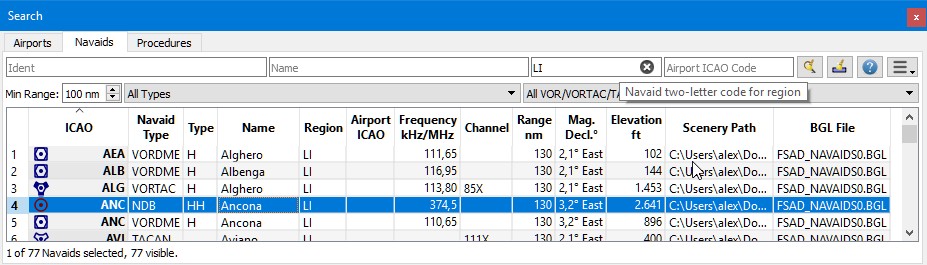 Search x
Airports Navaids Procedures
Ident Name LI Airport ICAO Code
Min Range: 100 nm All Types All VOR/VORTAC/TA
Navaid two-letter code for region
ICAO Navaid Type Type Name Region Airport ICAO Frequency kHz/MHz Channel Range nm Mag. Decl.° Elevation ft Scenery Path BGL File
1 AEA VORDME H Alghero LI 111,65 130 2,1° East 102 C:\Users\alex\Do... FSAD_NAVAIDS0.BGL
2 ALB VORDME H Albenga LI 116,95 130 2,1° East 144 C:\Users\alex\Do... FSAD_NAVAIDS0.BGL
3 ALG VORTAC H Alghero LI 113,80 85X 130 2,1° East 1.453 C:\Users\alex\Do... FSAD_NAVAIDS0.BGL
4 ANC NDB HH Ancona LI 374,5 130 3,2° East 2.641 C:\Users\alex\Do... FSAD_NAVAIDS0.BGL
5 ANC VORDME H Ancona LI 110,65 130 3,2° East 896 C:\Users\alex\Do... FSAD_NAVAIDS0.BGL
6 AVI TACAN Aviano LI 111X 130 2,1° East 400 C:\Users\alex\Do... FSAD_NAVAIDS0.BGL
1 of 77 Navaids selected, 77 visible.